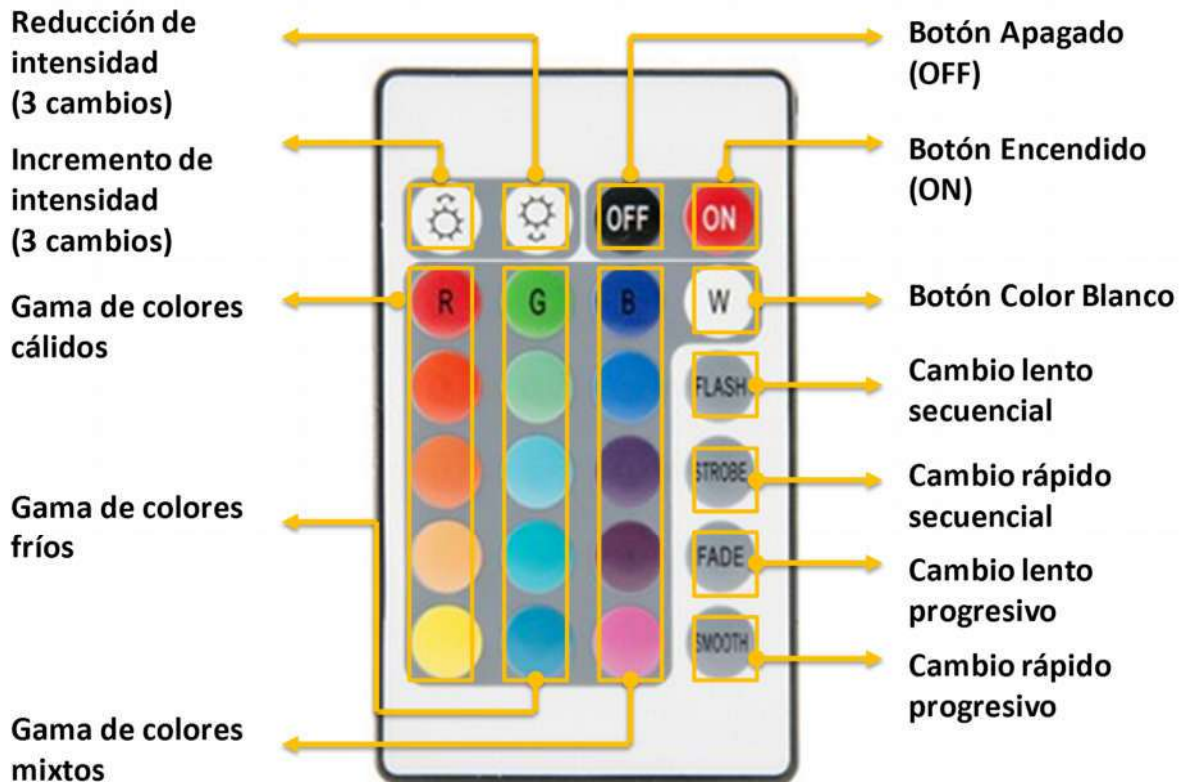 Reducción de
intensidad
(3 cambios)
Incremento de
intensidad
(3 cambios)
Gama de colores
cálidos
Gama de colores
fríos
Gama de colores
mixtos
OFF
ON
R
G
B
W
FLASH
STROBE
FADE
SMOOTH
Botón Apagado
(OFF)
Botón Encendido
(ON)
Botón Color Blanco
Cambio lento
secuencial
Cambio rápido
secuencial
Cambio lento
progresivo
Cambio rápido
progresivo